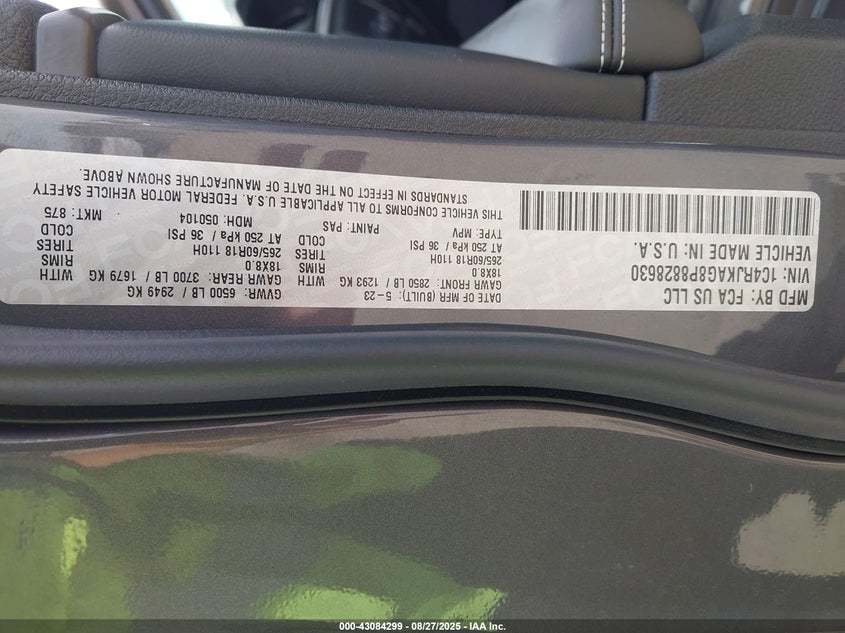 MFD BY: FCA US LLC
VIN: 1C4RJKAG8P8828630
VEHICLE MADE IN: U.S.A.
DATE OF MFR (BUILT): 5-23
GVWR: 6500 LB / 2949 KG
GAWR FRONT: 2850 LB / 1293 KG WITH
GAWR REAR: 3700 LB / 1679 KG WITH
18X8.0 RIMS
18X8.0 RIMS
265/60R18 110H TIRES
265/60R18 110H TIRES
AT 250 kPa / 36 PSI COLD
AT 250 kPa / 36 PSI COLD
TYPE: MPV
PAINT: PAS
MDH: 050104
MKT: 875
THIS VEHICLE CONFORMS TO ALL APPLICABLE U.S.A. FEDERAL MOTOR VEHICLE SAFETY
STANDARDS IN EFFECT ON THE DATE OF MANUFACTURE SHOWN ABOVE.
000-43084299 - 08/27/2025 - IAA Inc.